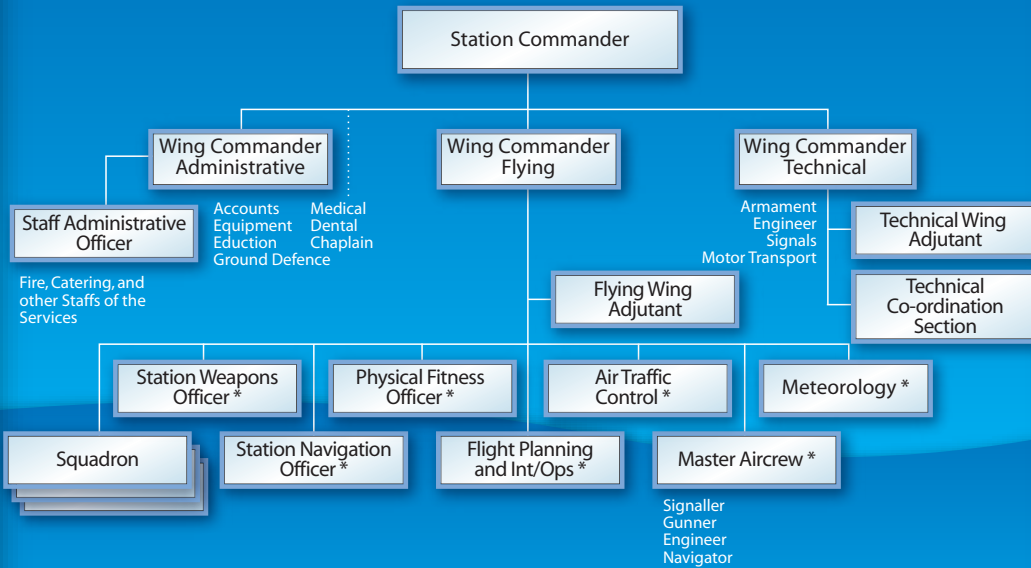 Station Commander
Wing Commander
Administrative
Wing Commander
Flying
Wing Commander
Technical
Staff Administrative
Officer
Fire, Catering, and
other Staffs of the
Services
Accounts
Equipment
Eduction
Ground Defence
Medical
Dental
Chaplain
Armament
Engineer
Signals
Motor Transport
Technical Wing
Adjutant
Technical
Co-ordination
Section
Flying Wing
Adjutant
Station Weapons
Officer *
Physical Fitness
Officer *
Air Traffic
Control *
Meteorology *
Squadron
Station Navigation
Officer *
Flight Planning
and Int/Ops *
Master Aircrew *
Signaller
Gunner
Engineer
Navigator